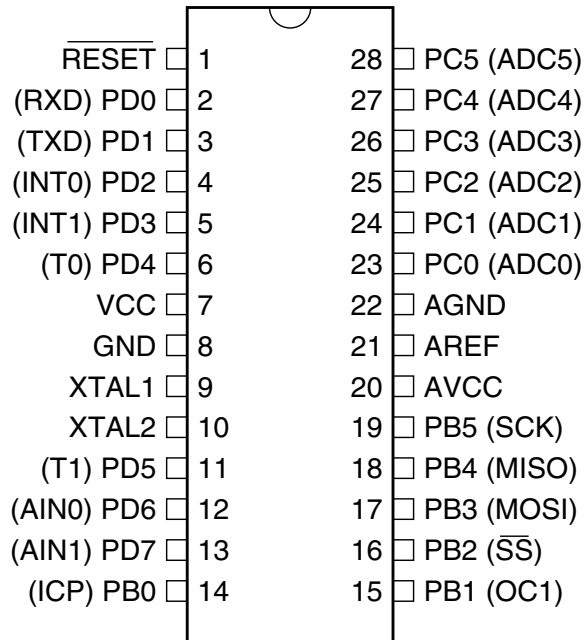 RESET 1 28 PC5 (ADC5)
(RXD) PD0 2 27 PC4 (ADC4)
(TXD) PD1 3 26 PC3 (ADC3)
(INT0) PD2 4 25 PC2 (ADC2)
(INT1) PD3 5 24 PC1 (ADC1)
(T0) PD4 6 23 PC0 (ADC0)
VCC 7 22 AGND
GND 8 21 AREF
XTAL1 9 20 AVCC
XTAL2 10 19 PB5 (SCK)
(T1) PD5 11 18 PB4 (MISO)
(AIN0) PD6 12 17 PB3 (MOSI)
(AIN1) PD7 13 16 PB2 (SS)
(ICP) PB0 14 15 PB1 (OC1)